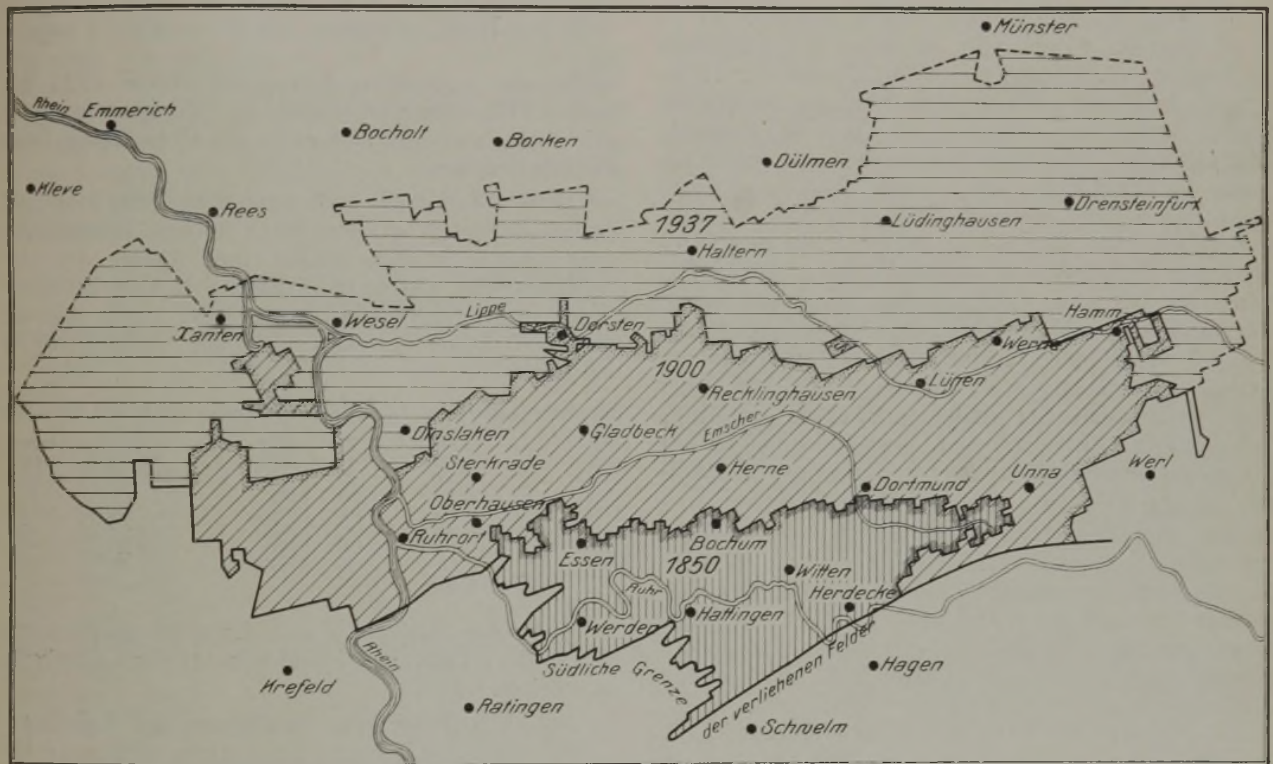 Münster
Rhein
Emmerich
Bocholt
Borken
Dülmen
Kleve
Rees
Drensteinfurt
Lüdinghausen
1937
Haltern
Lippe
Xanten
Wesel
Dorsten
Hamm
Werne
1900
Lünen
Recklinghausen
Dinslaken
Gladbeck
Emscher
Sterkrade
Herne
Unna
Werl
Dortmund
Oberhausen
Ruhrort
Bochum
Essen
1850
Witten
Ruhr
Herdecke
Hattingen
Werden
Südliche Grenze
der verliehenen Felder
Rhein
Hagen
Krefeld
Ratingen
Schwelm